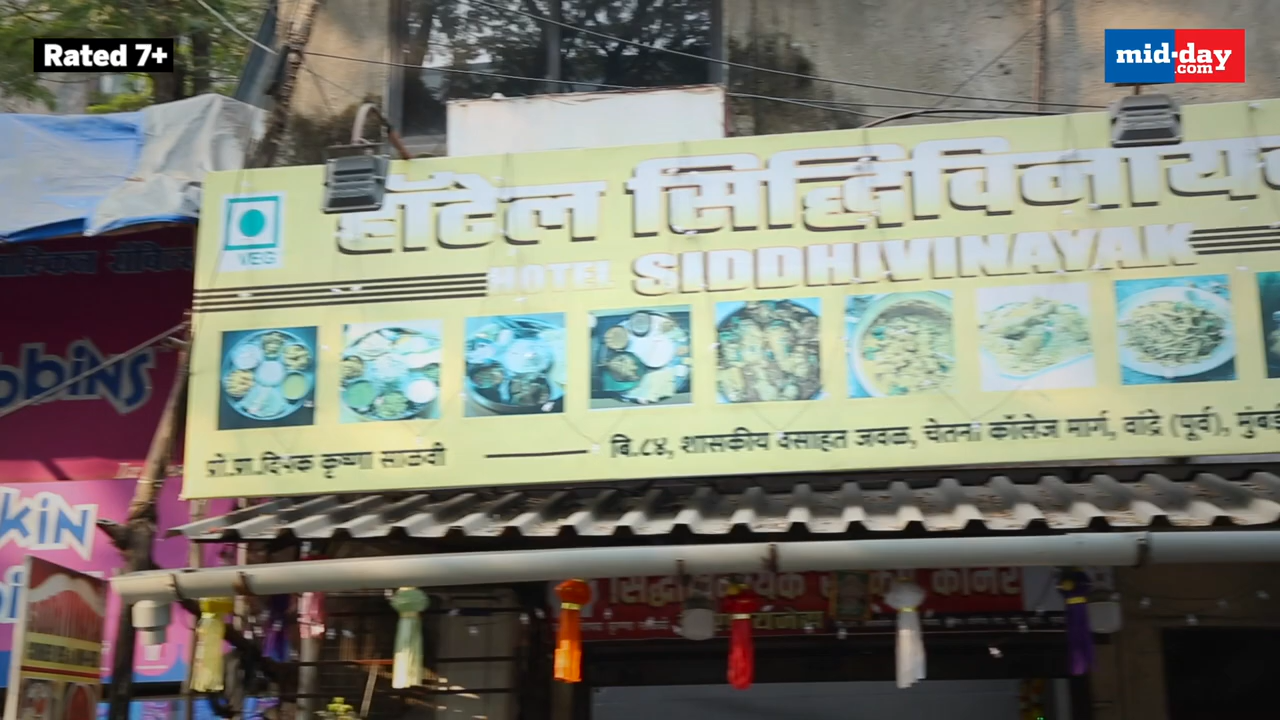 Rated 7+
mid-day
.com
हॉटेल सिद्धिविनायक
VEG
HOTEL SIDDHIVINAYAK
bbins
प्रो.प्रा.दिपक कृष्णा साळवी
बि.८४, शासकीय वसाहत जवळ, चेतना कॉलेज मार्ग, वांद्रे (पूर्व), मुंबई
kin